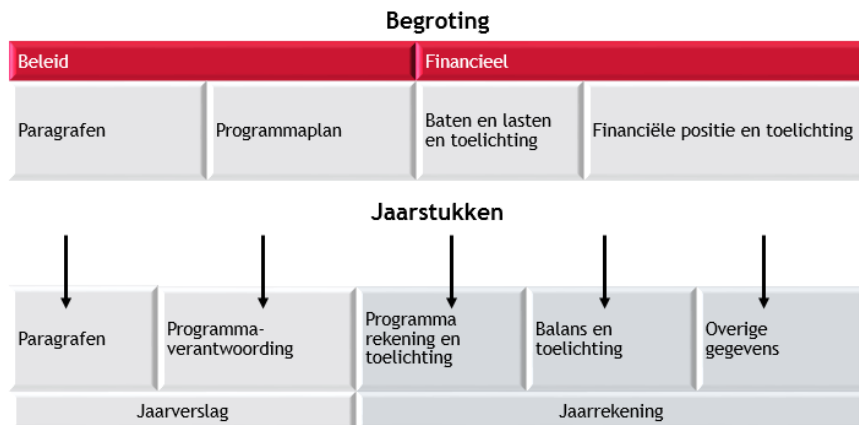 Begroting
Beleid
Financieel
Paragrafen
Programmaplan
Baten en lasten
en toelichting
Financiële positie en toelichting
Jaarstukken
Paragrafen
Programma-
verantwoording
Programma
rekening en
toelichting
Balans en
toelichting
Overige
gegevens
Jaarverslag
Jaarrekening